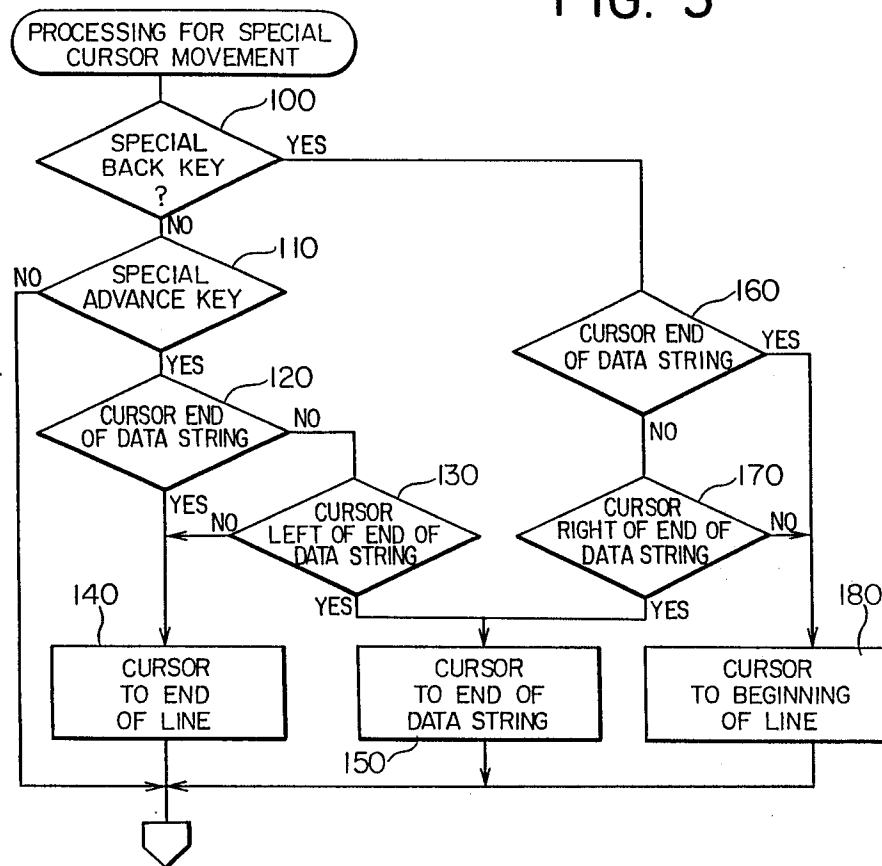 PROCESSING FOR SPECIAL
CURSOR MOVEMENT
100
SPECIAL
BACK KEY
?
YES
NO
110
SPECIAL
ADVANCE KEY
NO
YES
120
CURSOR END
OF DATA STRING
NO
YES
130
CURSOR
LEFT OF END OF
DATA STRING
NO
YES
160
CURSOR END
OF DATA STRING
YES
NO
170
CURSOR
RIGHT OF END OF
DATA STRING
NO
YES
140
CURSOR
TO END
OF LINE
CURSOR
TO END OF
DATA STRING
150
180
CURSOR
TO BEGINNING
OF LINE